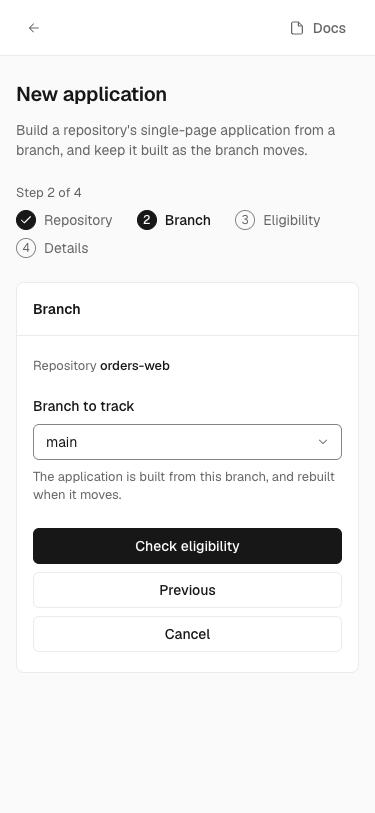 Docs
New application
Build a repository's single-page application from a
branch, and keep it built as the branch moves.
Step 2 of 4
Repository
2 Branch
3 Eligibility
4 Details
Branch
Repository orders-web
Branch to track
main
The application is built from this branch, and rebuilt
when it moves.
Check eligibility
Previous
Cancel